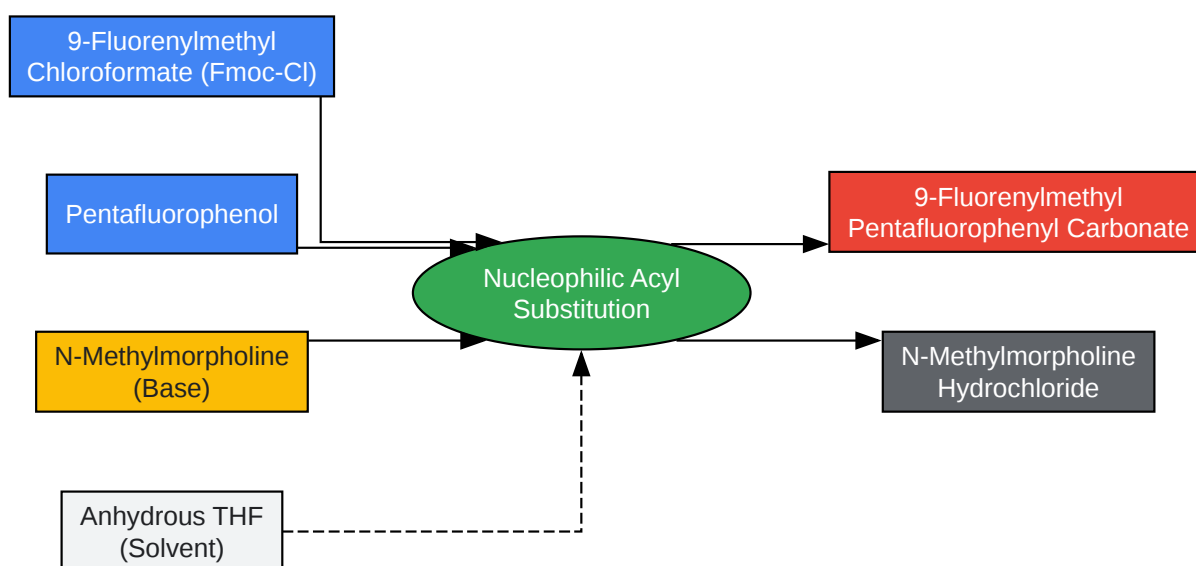 9-Fluorenylmethyl
Chloroformate (Fmoc-Cl)
Pentafluorophenol
N-Methylmorpholine
(Base)
Anhydrous THF
(Solvent)
Nucleophilic Acyl
Substitution
9-Fluorenylmethyl
Pentafluorophenyl Carbonate
N-Methylmorpholine
Hydrochloride